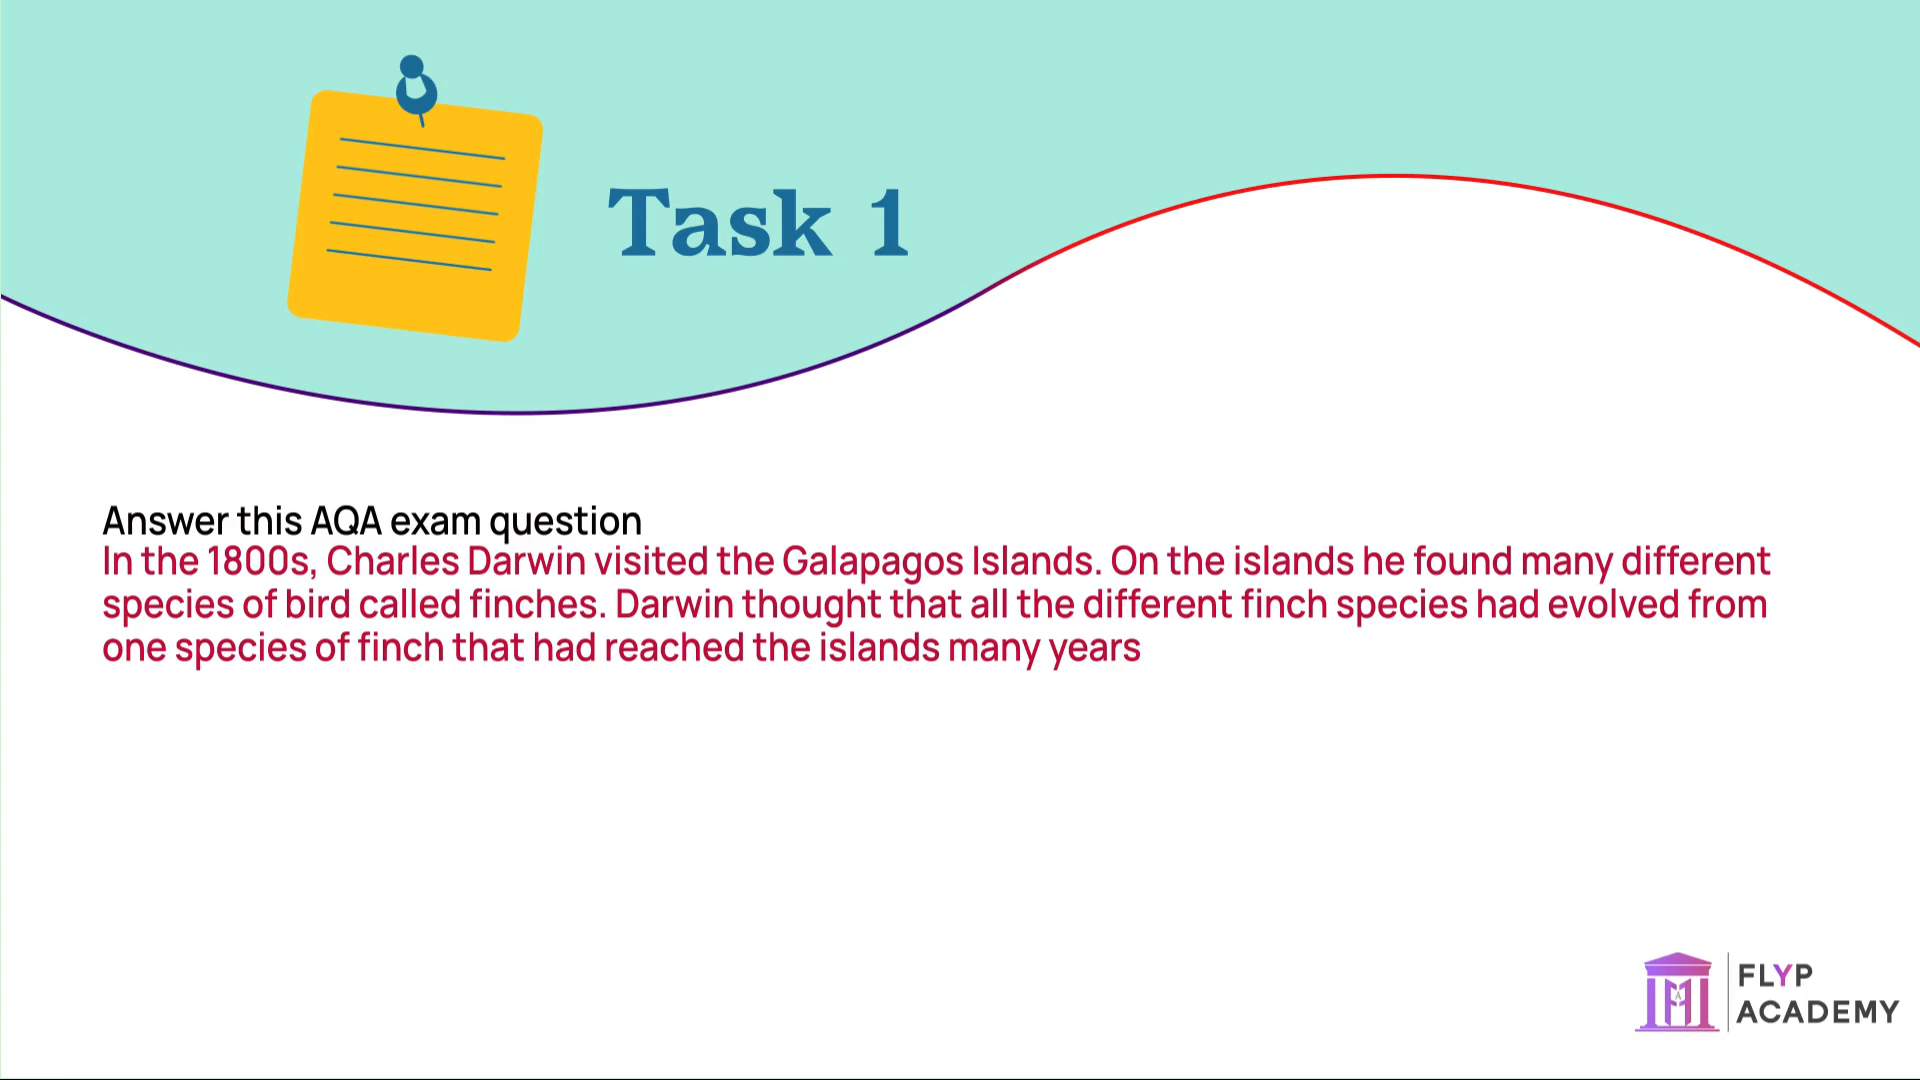 Task 1
Answer this AQA exam question
In the 1800s, Charles Darwin visited the Galapagos Islands. On the islands he found many different
species of bird called finches. Darwin thought that all the different finch species had evolved from
one species of finch that had reached the islands many years
FLYP
ACADEMY